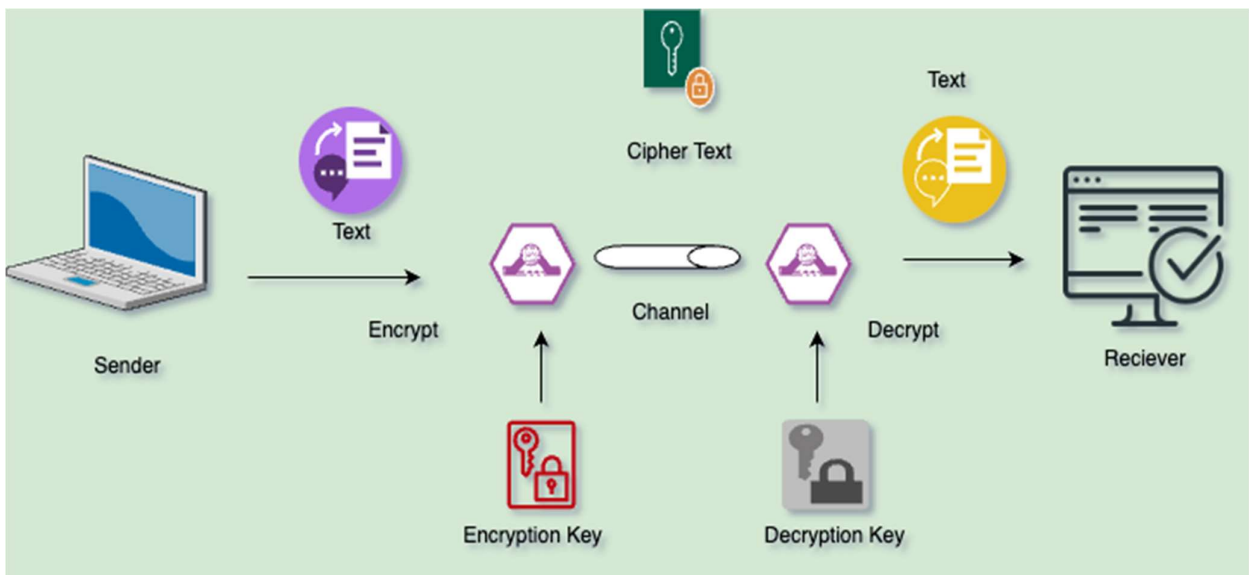 Text
Cipher Text
Text
Channel
Encrypt
Decrypt
Sender
Reciever
Encryption Key
Decryption Key